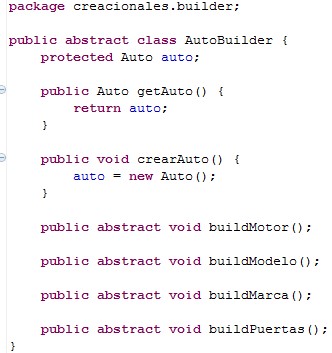 package creacionales.builder;
public abstract class AutoBuilder {
protected Auto auto;
public Auto getAuto() {
return auto;
}
public void crearAuto() {
auto = new Auto();
}
public abstract void buildMotor();
public abstract void buildModelo();
public abstract void buildMarca();
public abstract void buildPuertas();
}